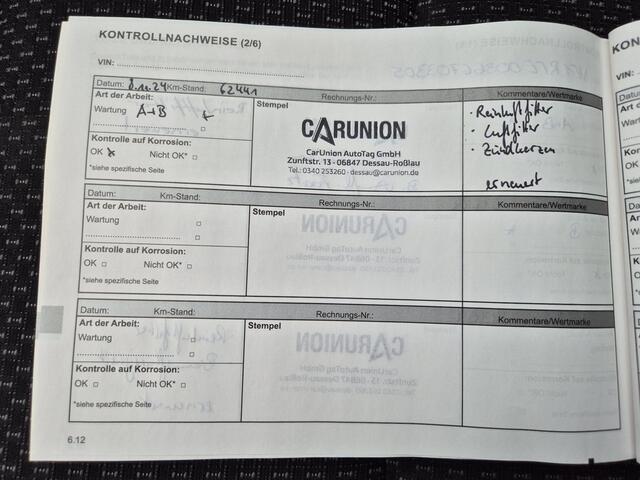 KONTROLLNACHWEISE (2/6)
VIN:
Datum: 8.10.24 Km-Stand: 62441 Rechnungs-Nr.: Kommentare/Wertmarke
Art der Arbeit: Stempel
Wartung A+B
Kontrolle auf Korrosion:
OK Nicht OK*
*siehe spezifische Seite
CARUNION
CarUnion AutoTag GmbH
Zunftstr. 13 - 06847 Dessau-Roßlau
Tel.: 0340 253260 · dessau@carunion.de
· Reinluftfilter
· Luftfilter
· Zündkerzen
erneuert
Datum: Km-Stand: Rechnungs-Nr.: Kommentare/Wertmarke
Art der Arbeit: Stempel
Wartung
Kontrolle auf Korrosion:
OK Nicht OK*
*siehe spezifische Seite
Datum: Km-Stand: Rechnungs-Nr.: Kommentare/Wertmarke
Art der Arbeit: Stempel
Wartung
Kontrolle auf Korrosion:
OK Nicht OK*
*siehe spezifische Seite
6.12
KON
VIN: